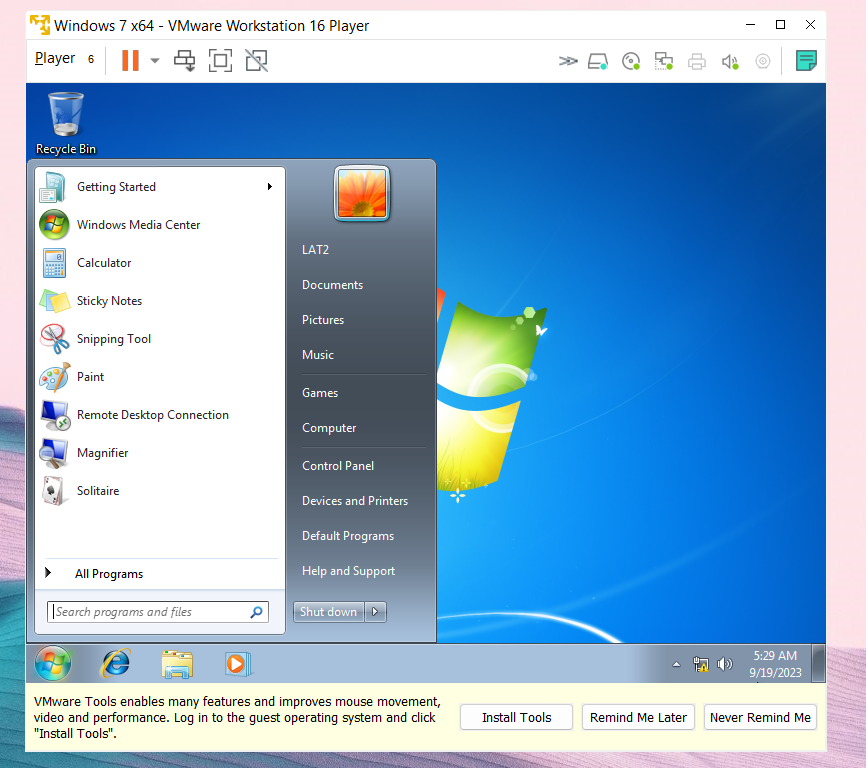 Windows 7 x64 - VMware Workstation 16 Player
Player 6
Recycle Bin
Getting Started
Windows Media Center
Calculator
Sticky Notes
Snipping Tool
Paint
Remote Desktop Connection
Magnifier
Solitaire
All Programs
Search programs and files
LAT2
Documents
Pictures
Music
Games
Computer
Control Panel
Devices and Printers
Default Programs
Help and Support
Shut down
5:29 AM
9/19/2023
VMware Tools enables many features and improves mouse movement,
video and performance. Log in to the guest operating system and click
"Install Tools".
Install Tools
Remind Me Later
Never Remind Me